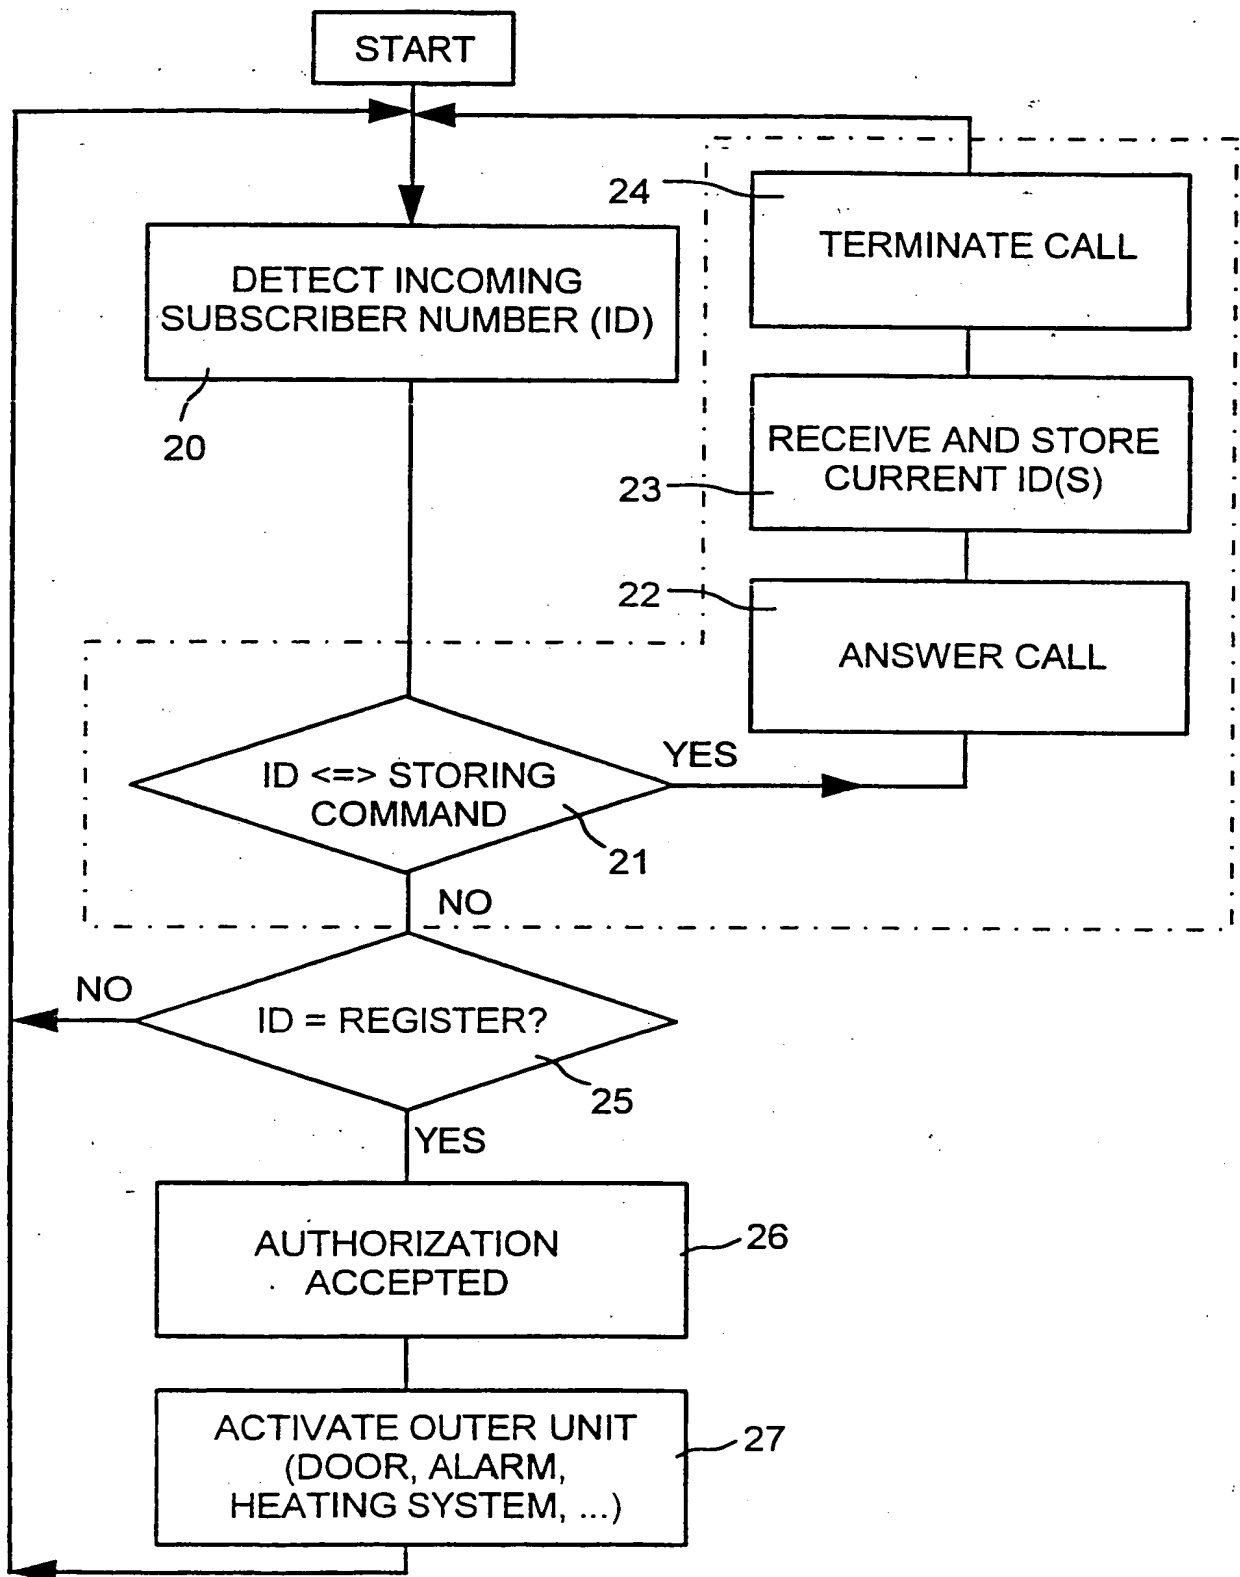 START
24
TERMINATE CALL
DETECT INCOMING
SUBSCRIBER NUMBER (ID)
20
RECEIVE AND STORE
CURRENT ID(S)
23
22
ANSWER CALL
YES
ID <=> STORING
COMMAND
21
NO
NO
ID = REGISTER?
25
YES
AUTHORIZATION
ACCEPTED
26
ACTIVATE OUTER UNIT
(DOOR, ALARM,
HEATING SYSTEM, ...)
27